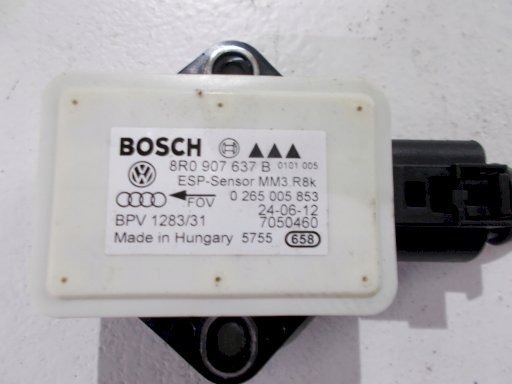 BOSCH
8R0 907 637 B 0101 005
ESP-Sensor MM3.R8k
FOV 0 265 005 853
24-06-12
BPV 1283/31 7050460
Made in Hungary 5755 658